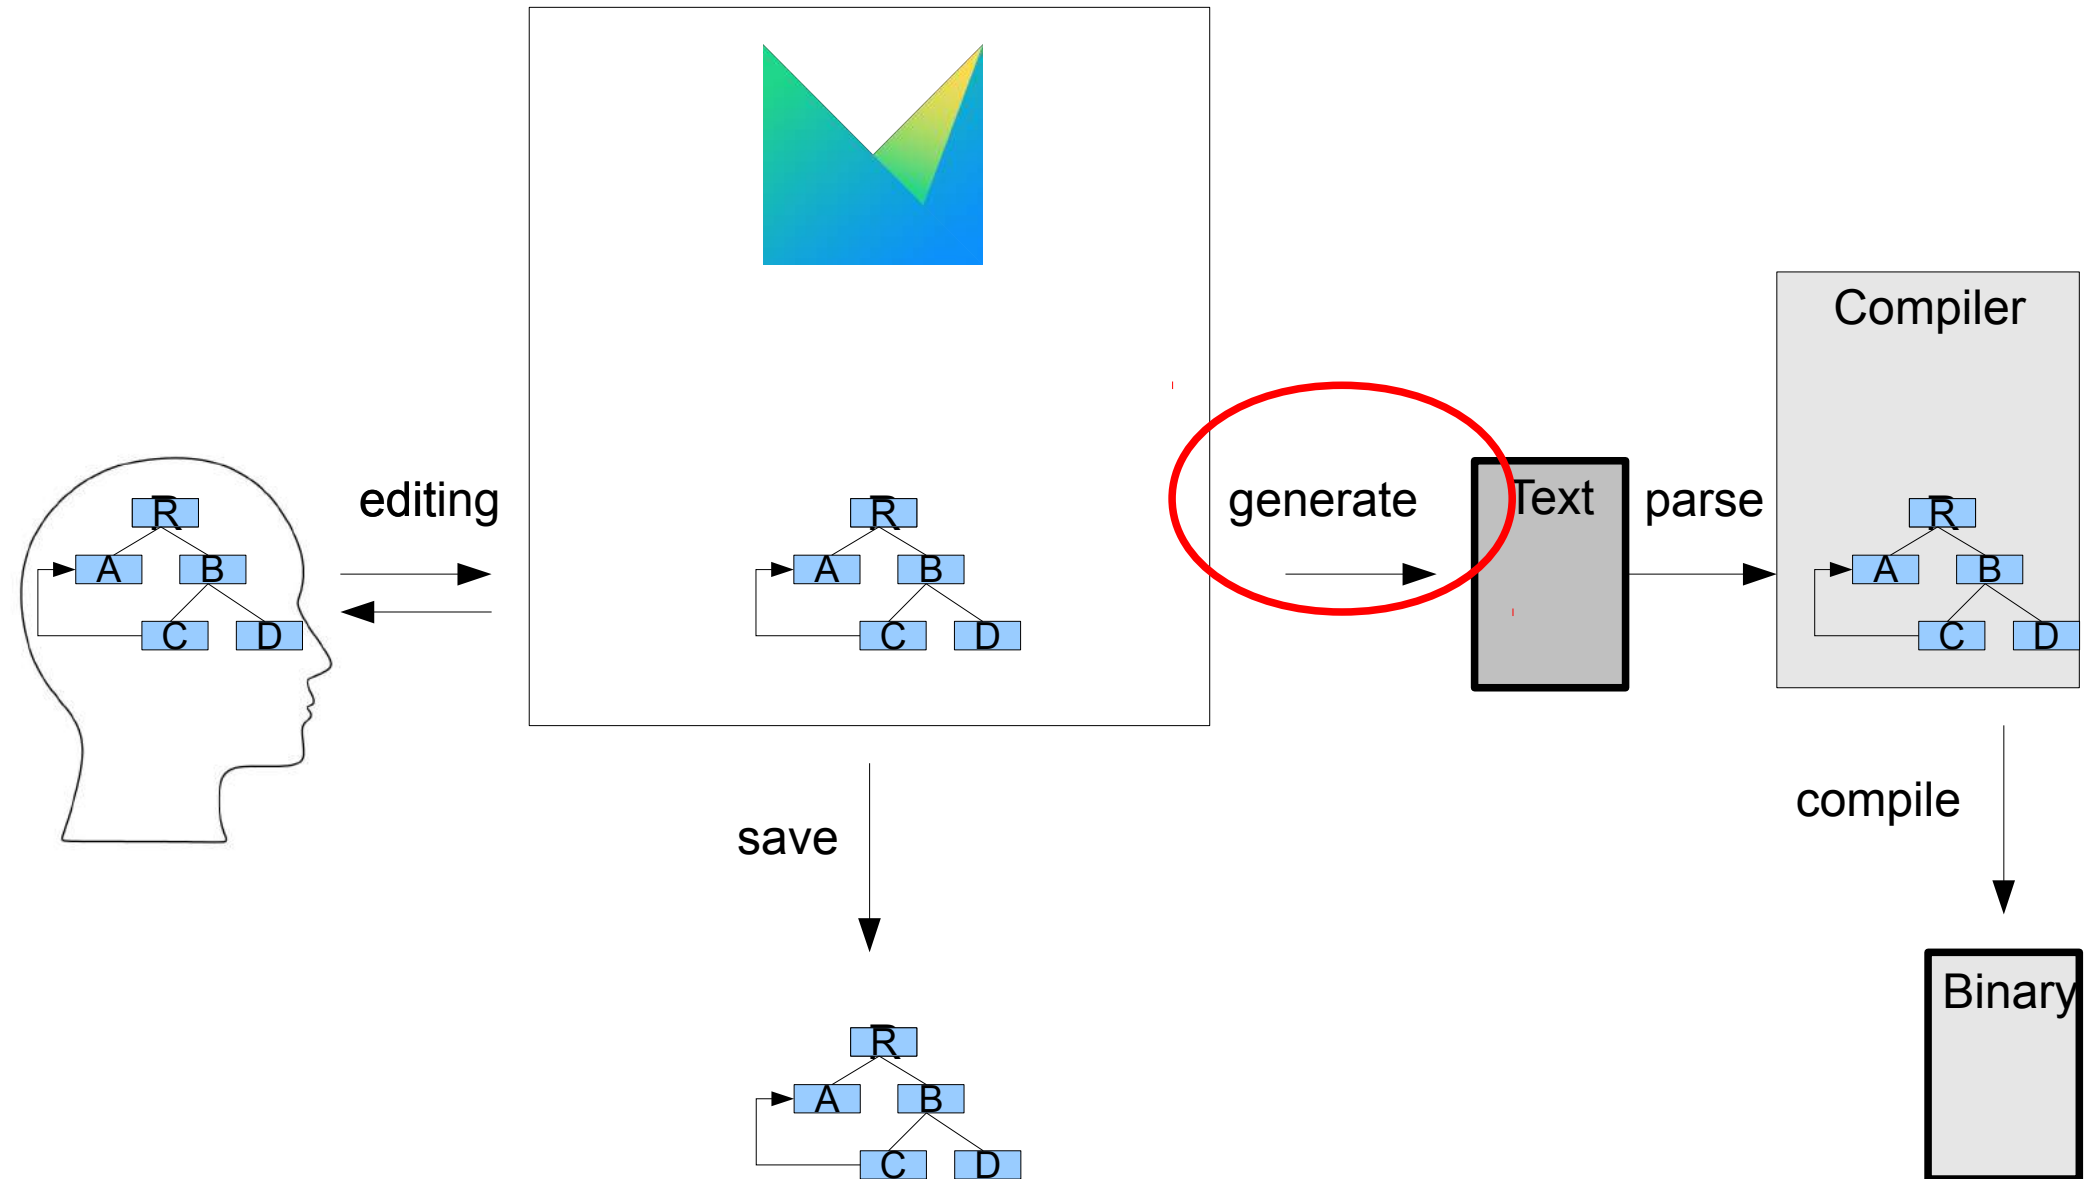 Compiler
R
A B
C D
editing
R
A B
C D
generate
Text
parse
R
A B
C D
save
compile
Binary
R
A B
C D